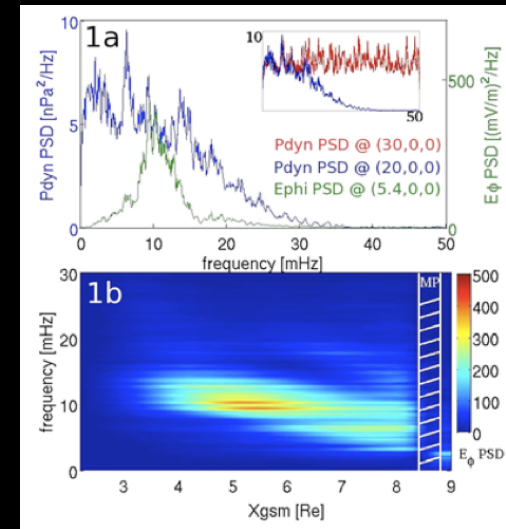 1a
10
5
0
Pdyn PSD [nPa²/Hz]
10
50
500
0
Eϕ PSD [(mV/m)²/Hz]
Pdyn PSD @ (30,0,0)
Pdyn PSD @ (20,0,0)
Ephi PSD @ (5.4,0,0)
0 10 20 30 40 50
frequency [mHz]
1b
30
20
10
0
frequency [mHz]
MP
500
400
300
200
100
0
Eϕ PSD
3 4 5 6 7 8 9
Xgsm [Re]